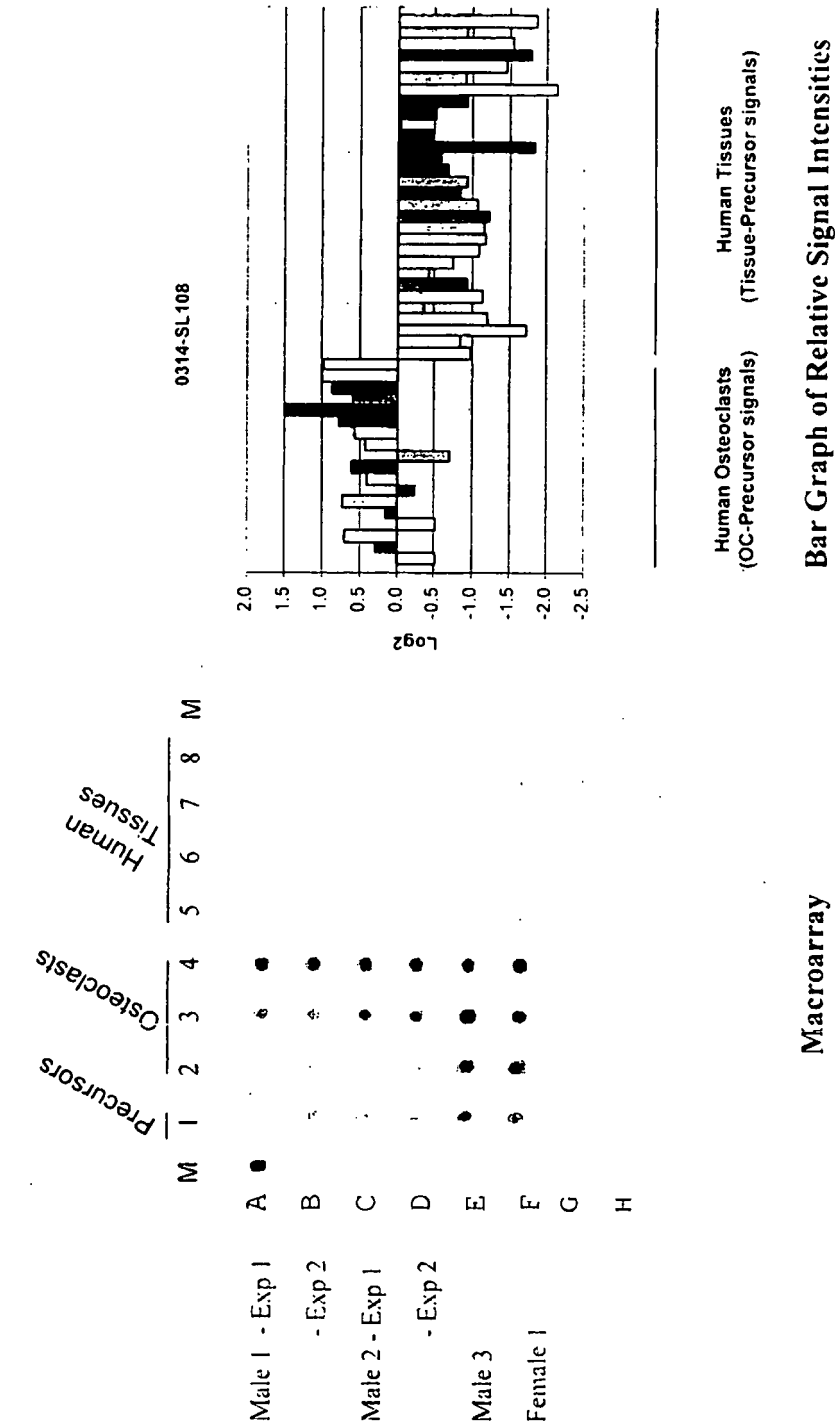 Precursors
Osteoclasts
Human
Tissues
M 1 2 3 4 5 6 7 8 M
Male 1 - Exp 1 A
- Exp 2 B
Male 2 - Exp 1 C
- Exp 2 D
Male 3 E
Female 1 F
G
H
Macroarray
0314-SL108
2.0
1.5
1.0
0.5
0.0
-0.5
-1.0
-1.5
-2.0
-2.5
Log2
Human Osteoclasts
(OC-Precursor signals)
Human Tissues
(Tissue-Precursor signals)
Bar Graph of Relative Signal Intensities